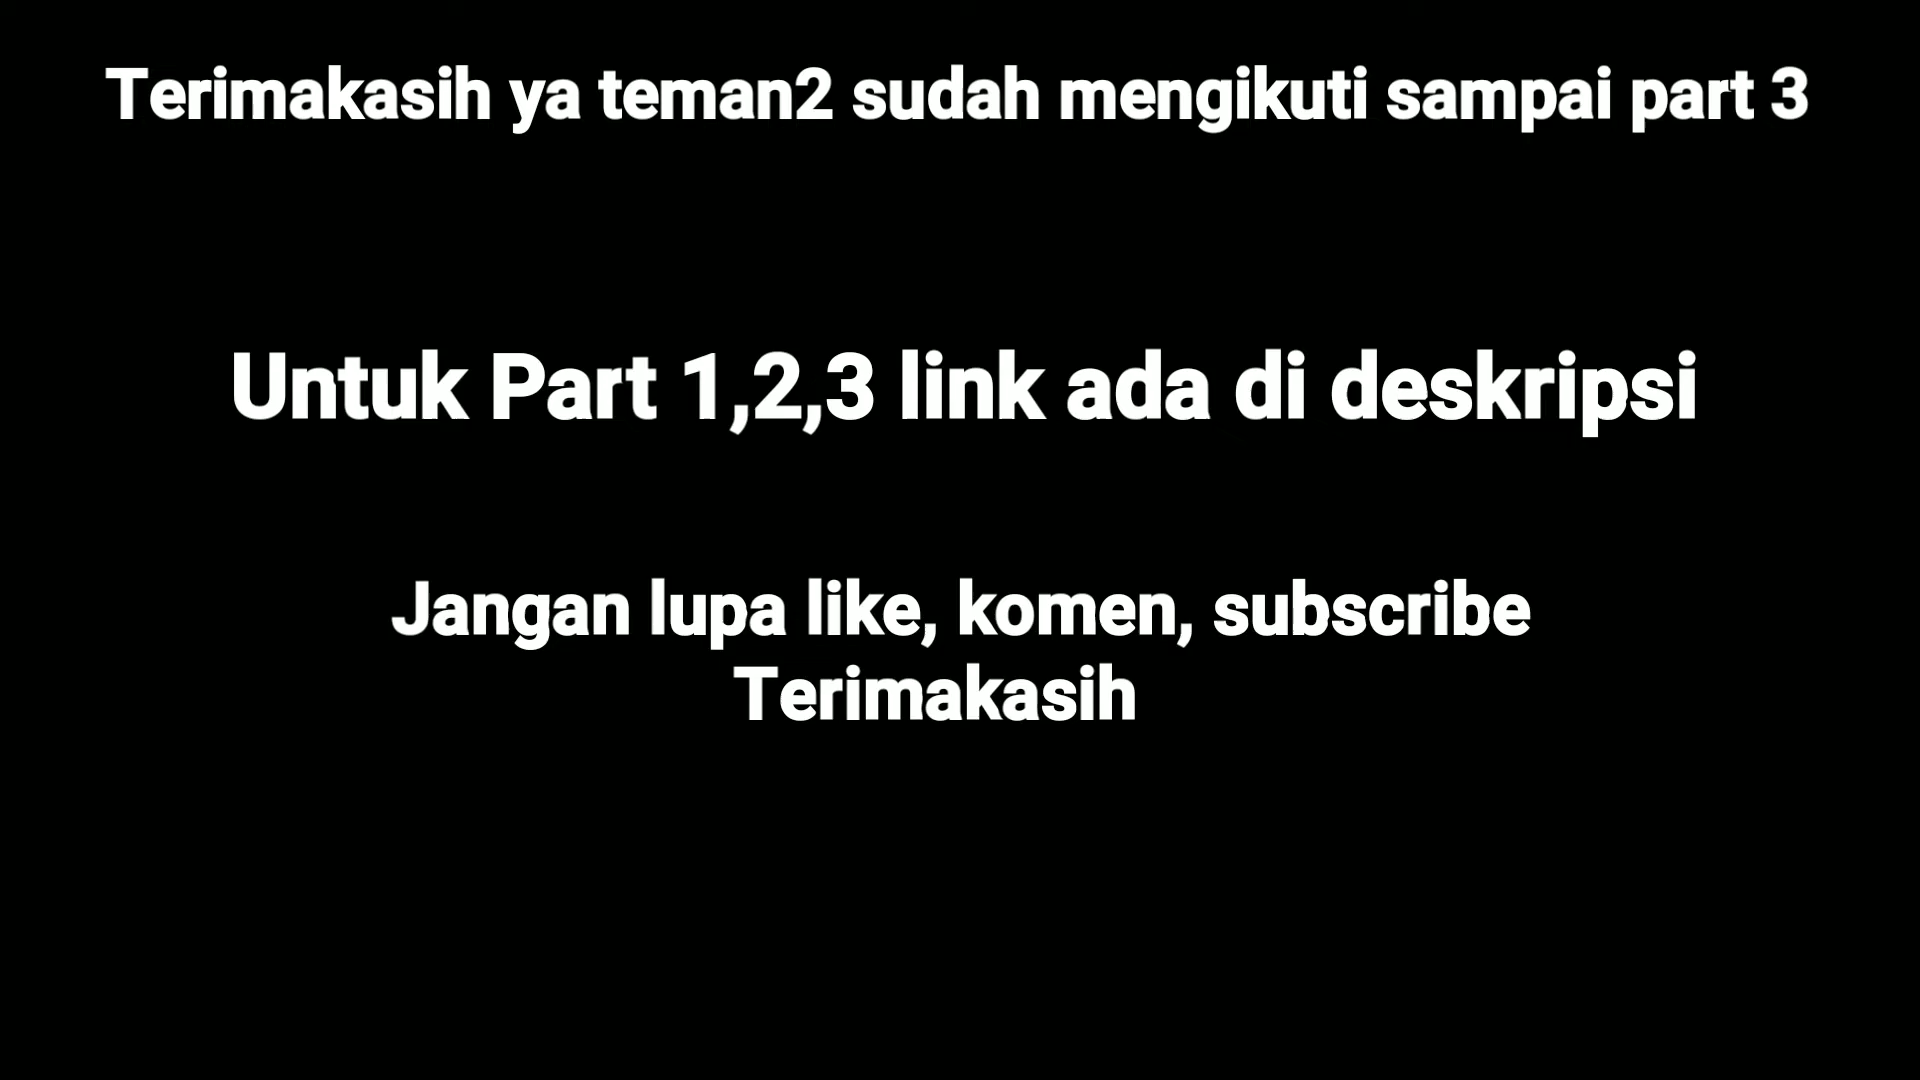 Terimakasih ya teman2 sudah mengikuti sampai part 3
Untuk Part 1,2,3 link ada di deskripsi
Jangan lupa like, komen, subscribe
Terimakasih